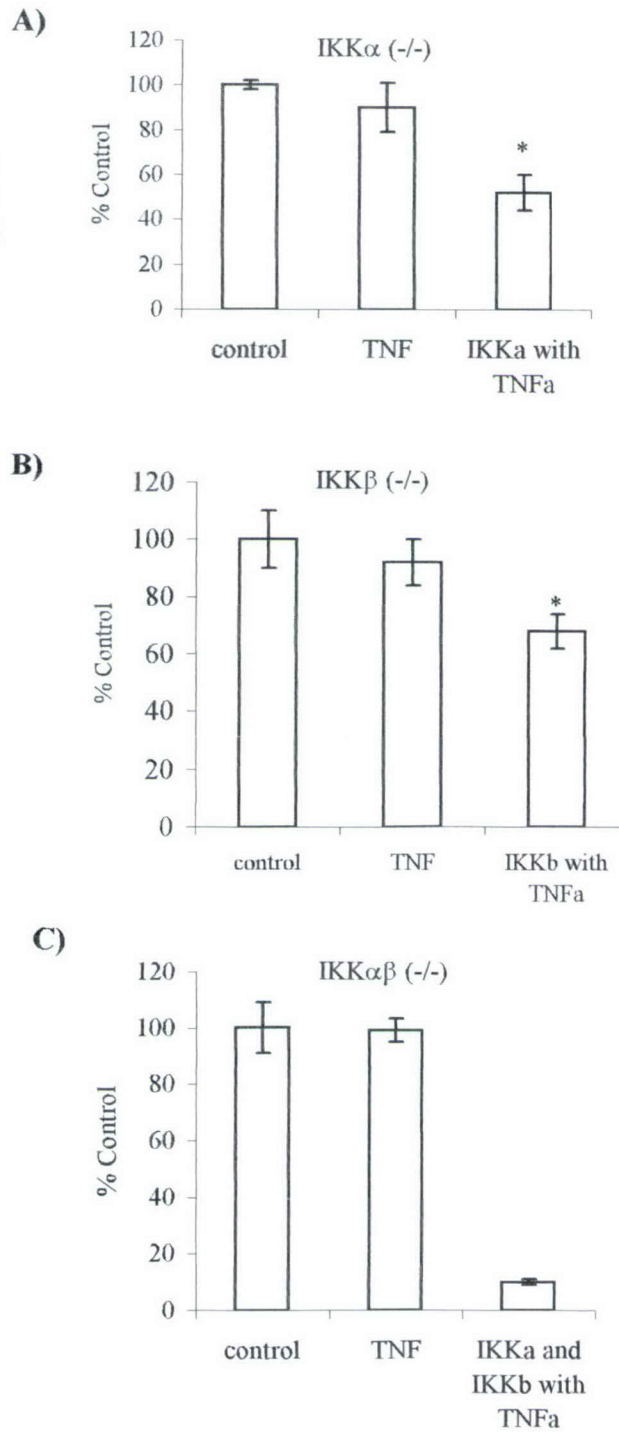 A)
IKKα (-/-)
% Control
120
100
80
60
40
20
0
control
TNF
IKKa with
TNFa
B)
IKKβ (-/-)
% Control
120
100
80
60
40
20
0
control
TNF
IKKb with
TNFa
C)
IKKαβ (-/-)
% Control
120
100
80
60
40
20
0
control
TNF
IKKa and
IKKb with
TNFa
*
*